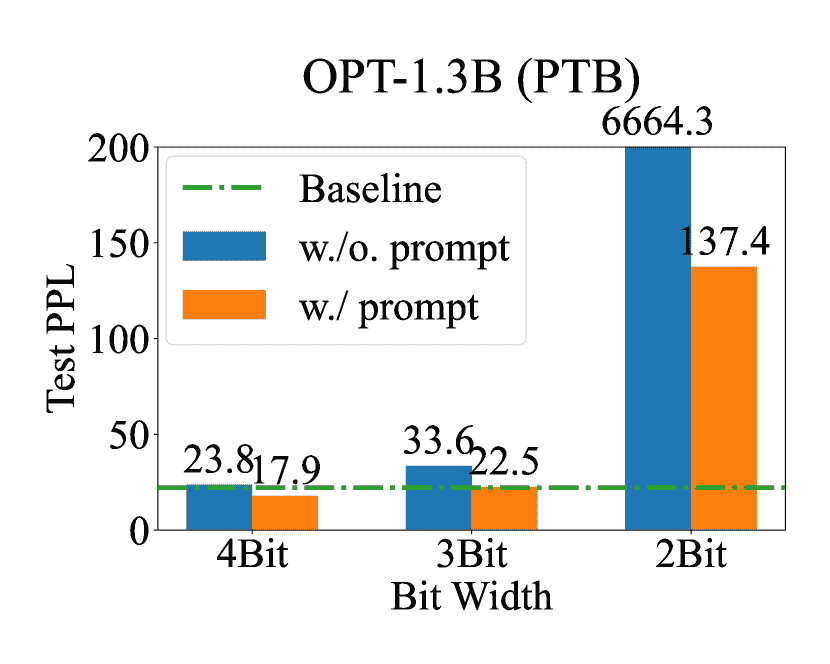 OPT-1.3B (PTB)
6664.3
200
Baseline
w./o. prompt
w./ prompt
150
137.4
Test PPL
100
50
33.6
22.5
23.8
17.9
0
4Bit
3Bit
2Bit
Bit Width